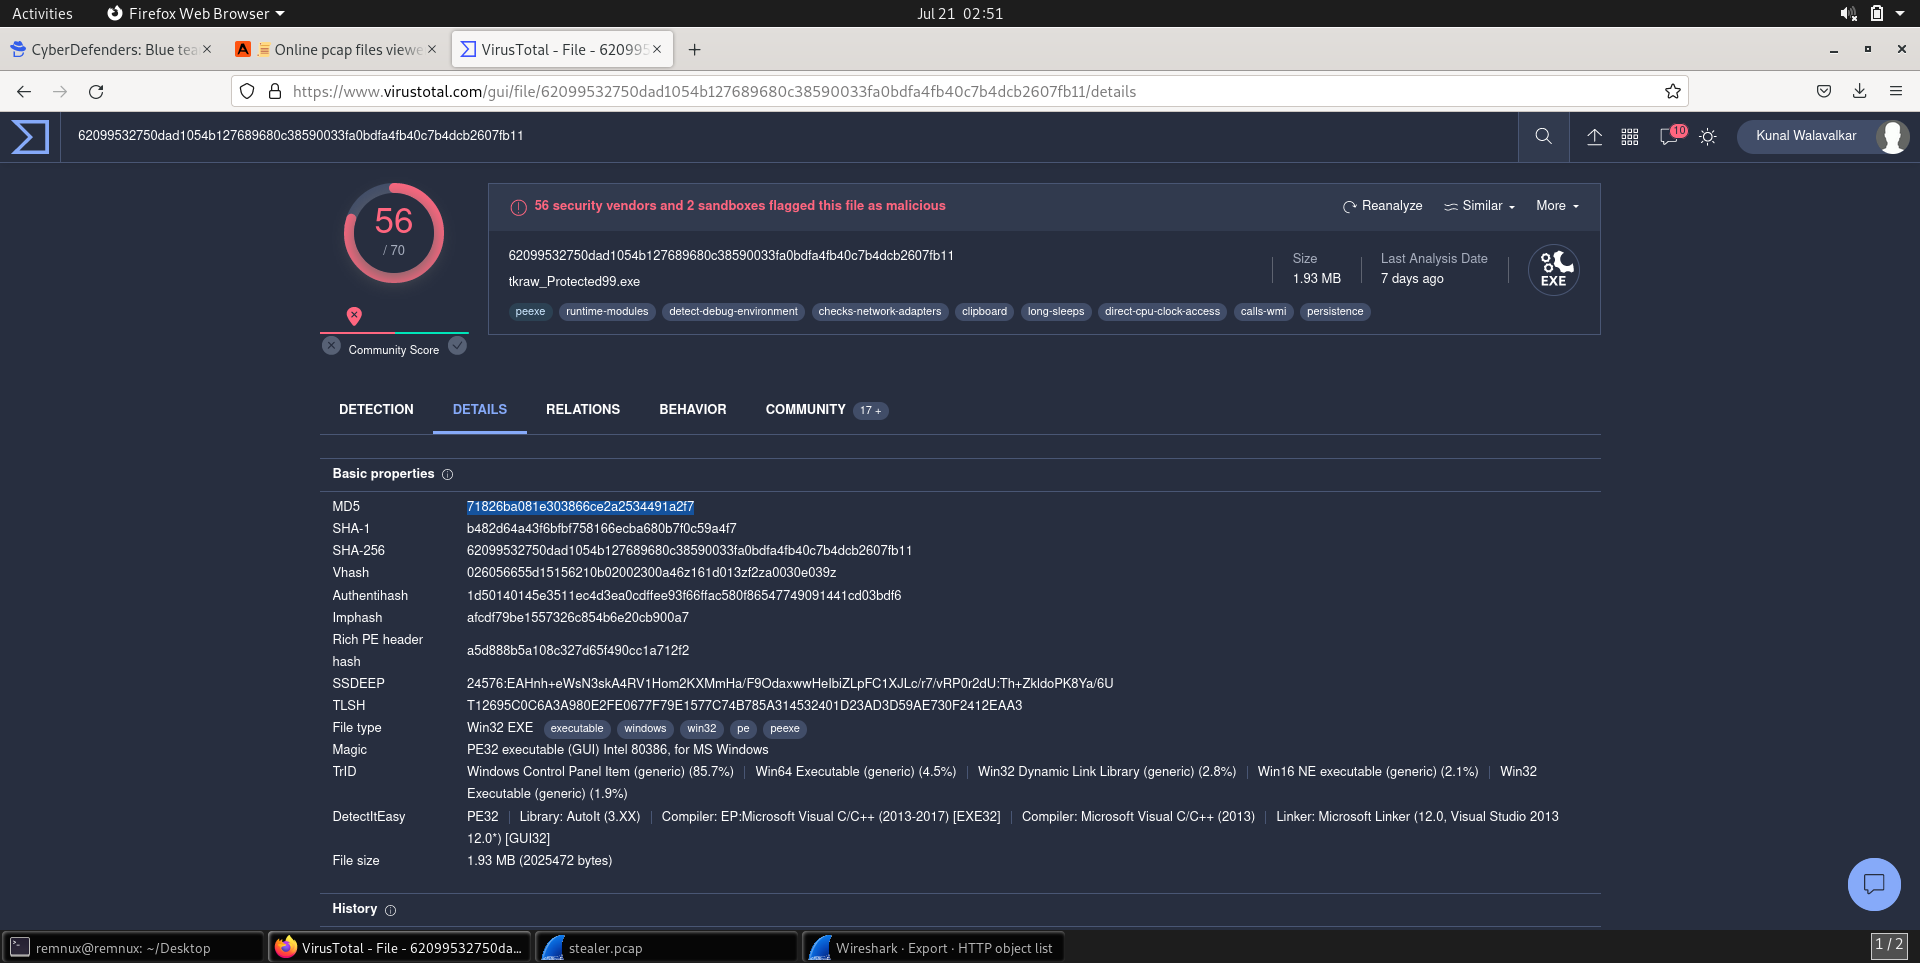 Activities
Firefox Web Browser
Jul 21 02:51
CyberDefenders: Blue tea
Online pcap files viewe
VirusTotal - File - 620995
https://www.virustotal.com/gui/file/62099532750dad1054b127689680c38590033fa0bdfa4fb40c7b4dcb2607fb11/details
62099532750dad1054b127689680c38590033fa0bdfa4fb40c7b4dcb2607fb11
10
Kunal Walavalkar
56
/ 70
Community Score
56 security vendors and 2 sandboxes flagged this file as malicious
Reanalyze
Similar
More
62099532750dad1054b127689680c38590033fa0bdfa4fb40c7b4dcb2607fb11
tkraw_Protected99.exe
Size
1.93 MB
Last Analysis Date
7 days ago
EXE
peexe runtime-modules detect-debug-environment checks-network-adapters clipboard long-sleeps direct-cpu-clock-access calls-wmi persistence
DETECTION DETAILS RELATIONS BEHAVIOR COMMUNITY 17 +
Basic properties
MD5 71826ba081e303866ce2a2534491a2f7
SHA-1 b482d64a43f6bfbf758166ecba680b7f0c59a4f7
SHA-256 62099532750dad1054b127689680c38590033fa0bdfa4fb40c7b4dcb2607fb11
Vhash 026056655d15156210b02002300a46z161d013zf2za0030e039z
Authentihash 1d50140145e3511ec4d3ea0cdffee93f66ffac580f86547749091441cd03bdf6
Imphash afcdf79be1557326c854b6e20cb900a7
Rich PE header
hash
a5d888b5a108c327d65f490cc1a712f2
SSDEEP 24576:EAHnh+eWsN3skA4RV1Hom2KXMmHa/F9OdaxwwHeIbiZLpFC1XJLc/r7/vRP0r2dU:Th+ZkldoPK8Ya/6U
TLSH T12695C0C6A3A980E2FE0677F79E1577C74B785A314532401D23AD3D59AE730F2412EAA3
File type Win32 EXE executable windows win32 pe peexe
Magic PE32 executable (GUI) Intel 80386, for MS Windows
TrID Windows Control Panel Item (generic) (85.7%) | Win64 Executable (generic) (4.5%) | Win32 Dynamic Link Library (generic) (2.8%) | Win16 NE executable (generic) (2.1%) | Win32
Executable (generic) (1.9%)
DetectItEasy PE32 | Library: AutoIt (3.XX) | Compiler: EP:Microsoft Visual C/C++ (2013-2017) [EXE32] | Compiler: Microsoft Visual C/C++ (2013) | Linker: Microsoft Linker (12.0, Visual Studio 2013
12.0*) [GUI32]
File size 1.93 MB (2025472 bytes)
History
remnux@remnux: ~/Desktop
VirusTotal - File - 62099532750da...
stealer.pcap
Wireshark · Export · HTTP object list
1 / 2